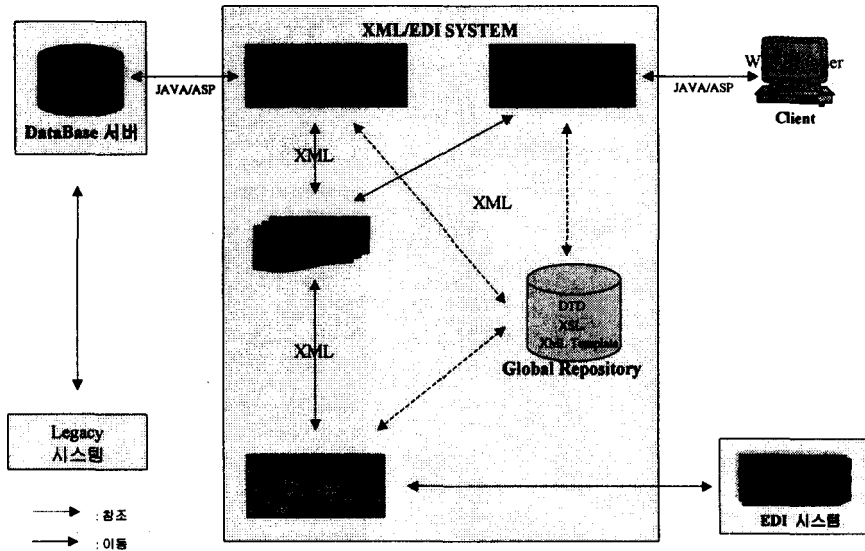 XML/EDI SYSTEM
JAVA/ASP
JAVA/ASP
DataBase 서버
Client
XML
XML
XML
DTD
XSL
XML Template
Global Repository
Legacy
시스템
EDI 시스템
: 참조
: 이동